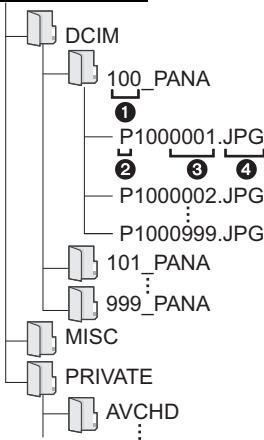 DCIM
100_PANA
❶
P1000001.JPG
❷ ❸ ❹
P1000002.JPG
P1000999.JPG
101_PANA
999_PANA
MISC
PRIVATE
AVCHD